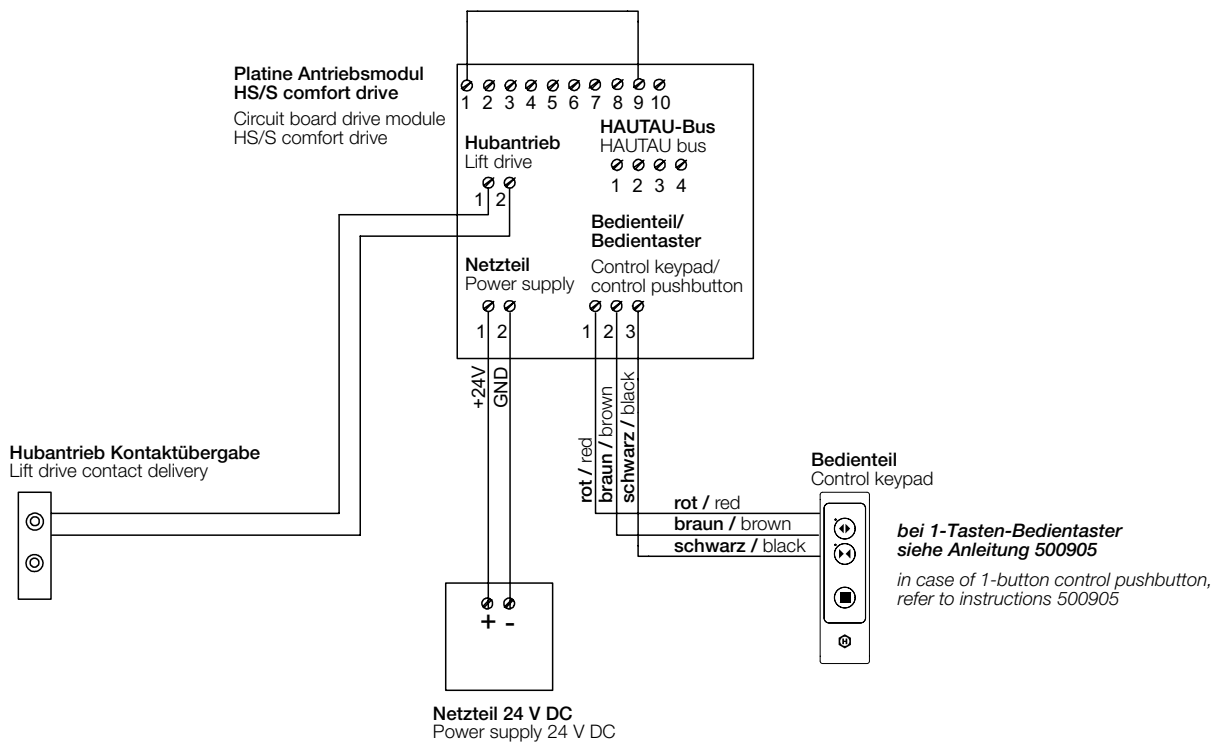 Platine Antriebsmodul
HS/S comfort drive
Circuit board drive module
HS/S comfort drive
1 2 3 4 5 6 7 8 9 10
HAUTAU-Bus
HAUTAU bus
1 2 3 4
Hubantrieb
Lift drive
1 2
Bedienteil/
Bedientaster
Control keypad/
control pushbutton
1 2 3
Netzteil
Power supply
1 2
+24V
GND
rot / red
braun / brown
schwarz / black
Hubantrieb Kontaktübergabe
Lift drive contact delivery
Bedienteil
Control keypad
rot / red
braun / brown
schwarz / black
H
bei 1-Tasten-Bedientaster
siehe Anleitung 500905
in case of 1-button control pushbutton,
refer to instructions 500905
+ -
Netzteil 24 V DC
Power supply 24 V DC